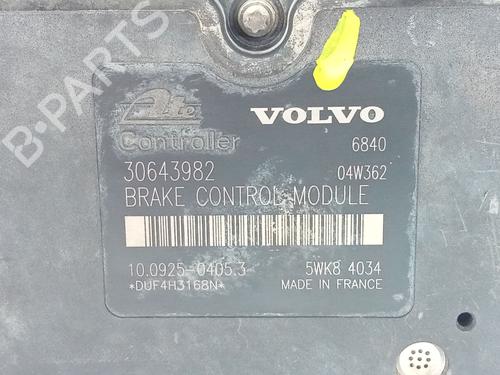 B-PARTS
Ate VOLVO
Controller 6840
30643982 04W362
BRAKE CONTROL MODULE
10.0925-0405.3 5WK8 4034
*DUF4H3168N* MADE IN FRANCE